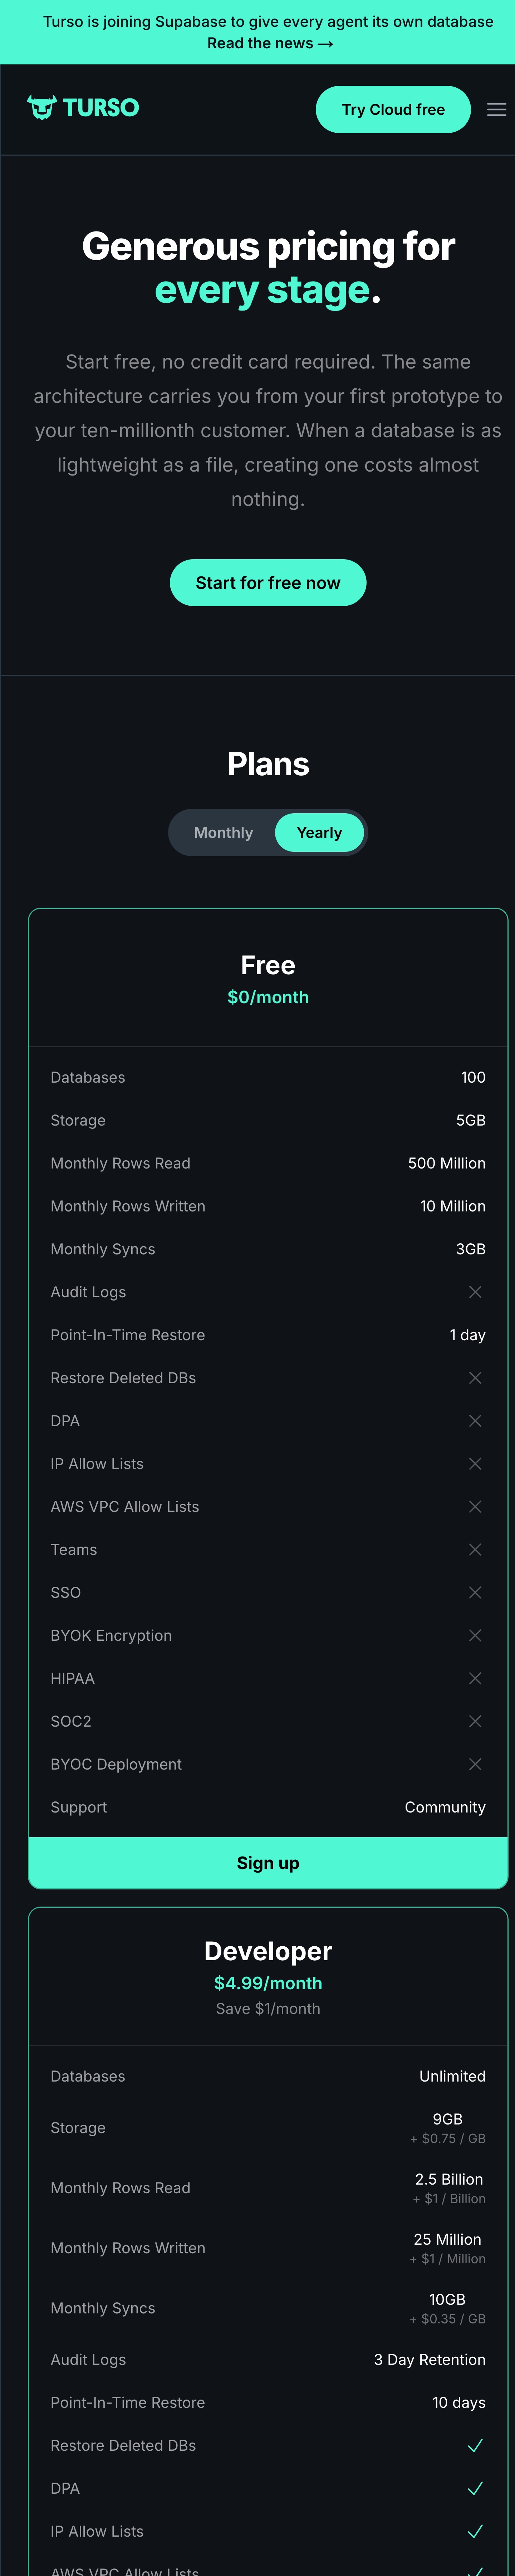 Turso is joining Supabase to give every agent its own database
Read the news →
TURSO
Try Cloud free
Generous pricing for
every stage.
Start free, no credit card required. The same
architecture carries you from your first prototype to
your ten-millionth customer. When a database is as
lightweight as a file, creating one costs almost
nothing.
Start for free now
Plans
Monthly
Yearly
Free
$0/month
Databases 100
Storage 5GB
Monthly Rows Read 500 Million
Monthly Rows Written 10 Million
Monthly Syncs 3GB
Audit Logs
Point-In-Time Restore 1 day
Restore Deleted DBs
DPA
IP Allow Lists
AWS VPC Allow Lists
Teams
SSO
BYOK Encryption
HIPAA
SOC2
BYOC Deployment
Support Community
Sign up
Developer
$4.99/month
Save $1/month
Databases Unlimited
Storage 9GB
+ $0.75 / GB
Monthly Rows Read 2.5 Billion
+ $1 / Billion
Monthly Rows Written 25 Million
+ $1 / Million
Monthly Syncs 10GB
+ $0.35 / GB
Audit Logs 3 Day Retention
Point-In-Time Restore 10 days
Restore Deleted DBs
DPA
IP Allow Lists
AWS VPC Allow Lists